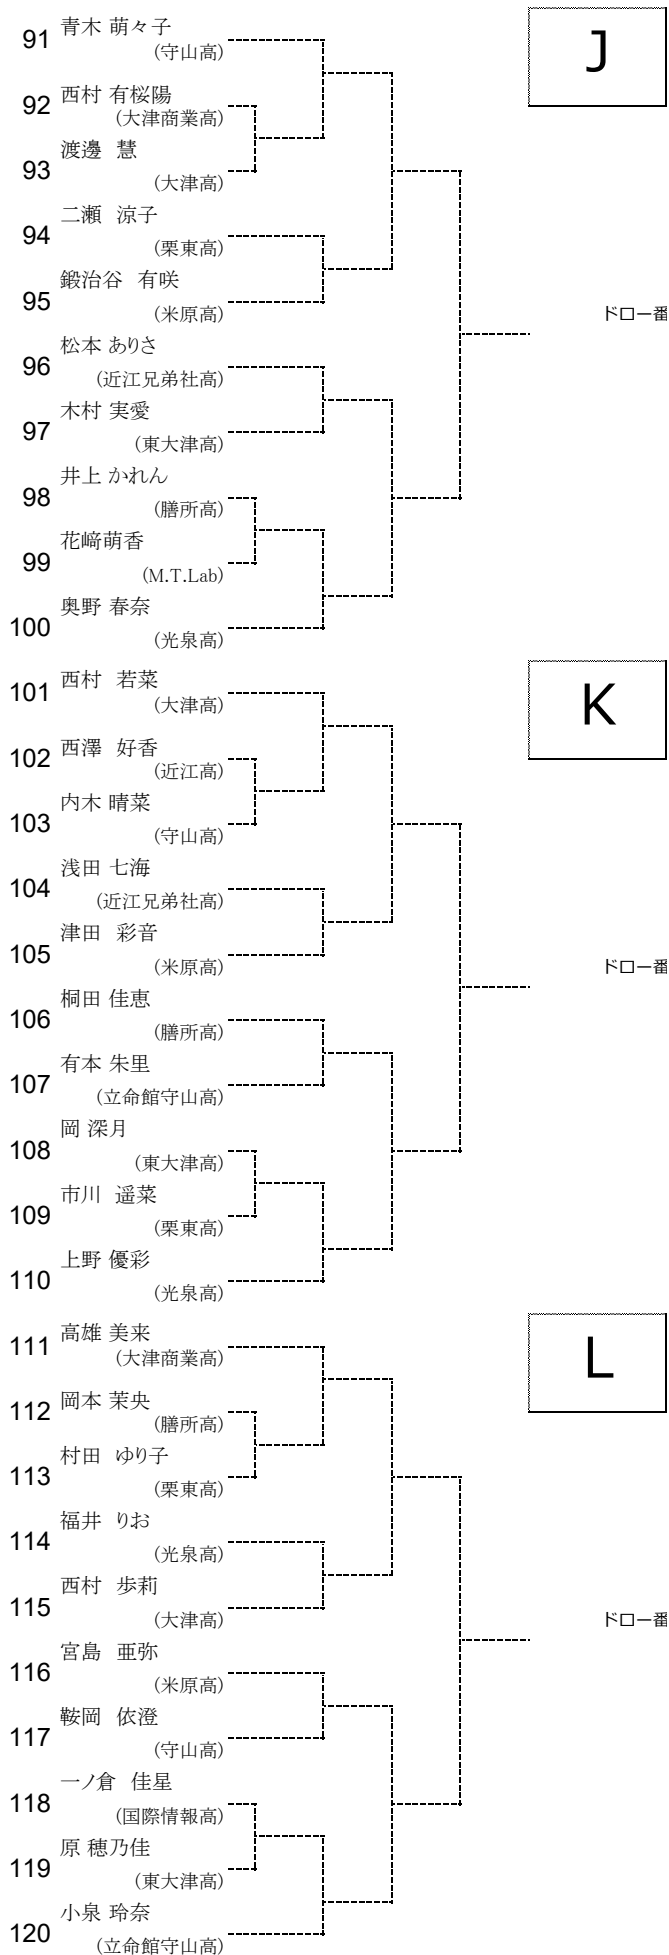 91 青木 萌々子
(守山高)
J
92 西村 有桜陽
(大津商業高)
93 渡邊 慧
(大津高)
94 二瀬 涼子
(栗東高)
95 鍛治谷 有咲
(米原高)
ドロー番
96 松本 ありさ
(近江兄弟社高)
97 木村 実愛
(東大津高)
98 井上 かれん
(膳所高)
99 花﨑萌香
(M.T.Lab)
100 奥野 春奈
(光泉高)
101 西村 若菜
(大津高)
K
102 西澤 好香
(近江高)
103 内木 晴菜
(守山高)
104 浅田 七海
(近江兄弟社高)
105 津田 彩音
(米原高)
ドロー番
106 桐田 佳恵
(膳所高)
107 有本 朱里
(立命館守山高)
108 岡 深月
(東大津高)
109 市川 遥菜
(栗東高)
110 上野 優彩
(光泉高)
111 高雄 美来
(大津商業高)
L
112 岡本 茉央
(膳所高)
113 村田 ゆり子
(栗東高)
114 福井 りお
(光泉高)
115 西村 歩莉
(大津高)
ドロー番
116 宮島 亜弥
(米原高)
117 鞍岡 依澄
(守山高)
118 一ノ倉 佳星
(国際情報高)
119 原 穂乃佳
(東大津高)
120 小泉 玲奈
(立命館守山高)